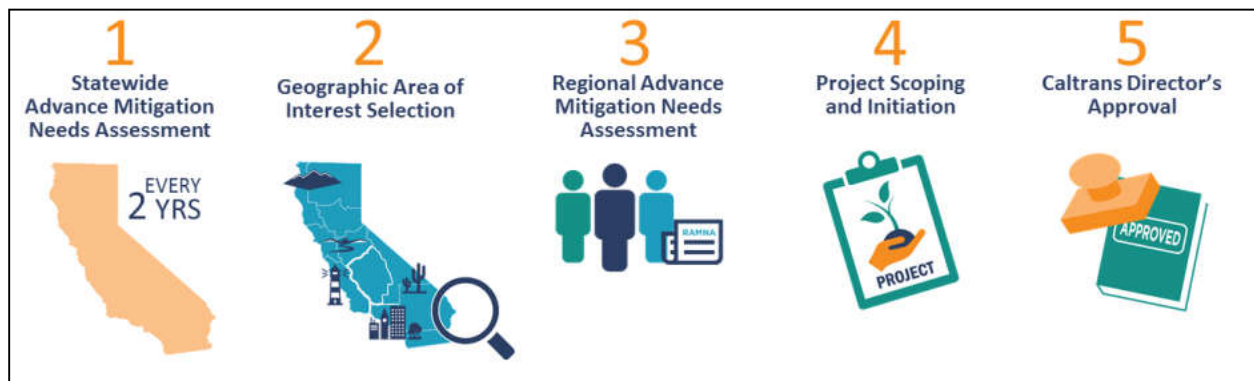 1
Statewide
Advance Mitigation
Needs Assessment
EVERY
2 YRS
2
Geographic Area of
Interest Selection
3
Regional Advance
Mitigation Needs
Assessment
RAMNA
4
Project Scoping
and Initiation
PROJECT
5
Caltrans Director's
Approval
APPROVED